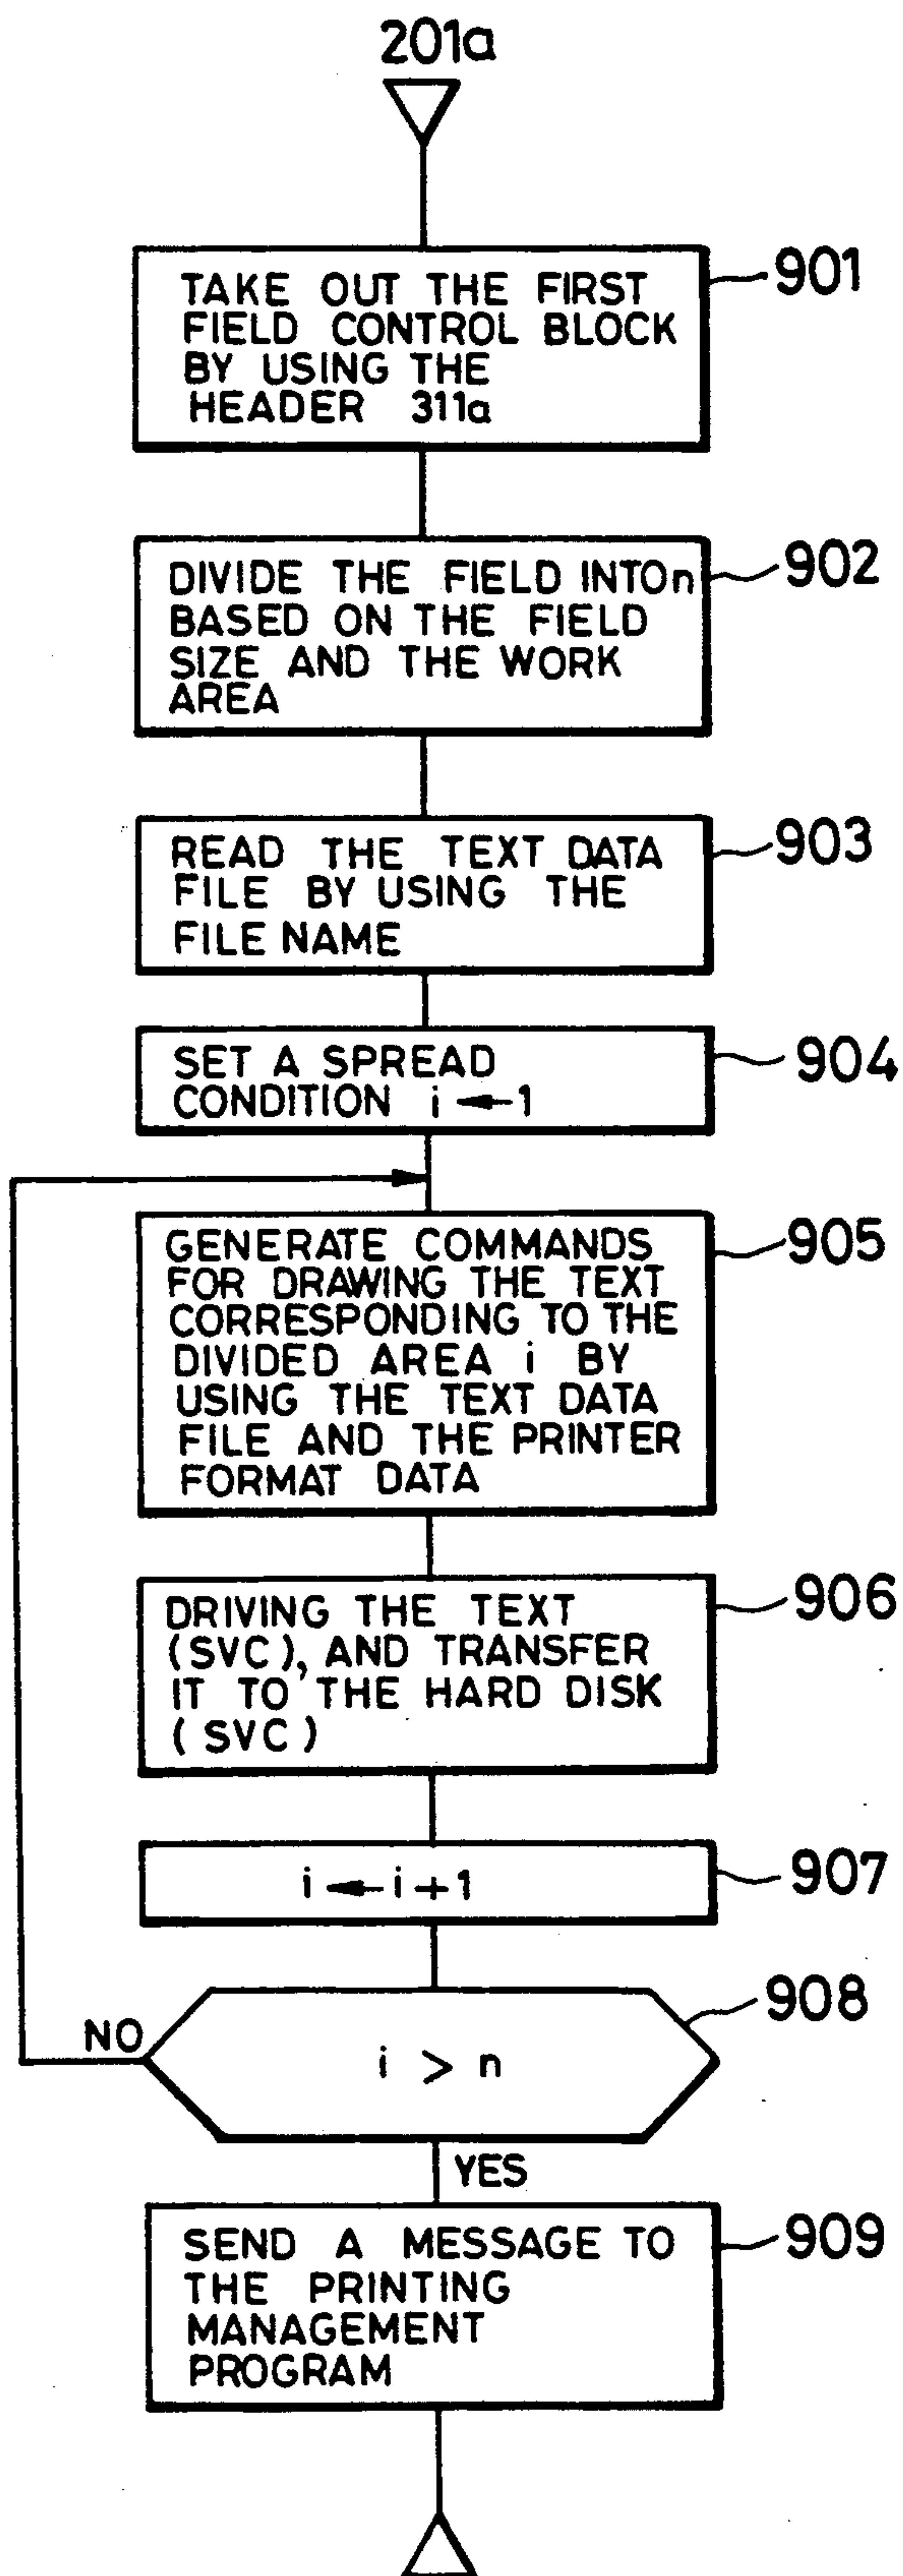 201a
TAKE OUT THE FIRST
FIELD CONTROL BLOCK
BY USING THE
HEADER 311a
901
DIVIDE THE FIELD INTO n
BASED ON THE FIELD
SIZE AND THE WORK
AREA
902
READ THE TEXT DATA
FILE BY USING THE
FILE NAME
903
SET A SPREAD
CONDITION i ← 1
904
GENERATE COMMANDS
FOR DRAWING THE TEXT
CORRESPONDING TO THE
DIVIDED AREA i BY
USING THE TEXT DATA
FILE AND THE PRINTER
FORMAT DATA
905
DRIVING THE TEXT
(SVC), AND TRANSFER
IT TO THE HARD DISK
(SVC)
906
i ← i + 1
907
i > n
908
NO
YES
SEND A MESSAGE TO
THE PRINTING
MANAGEMENT
PROGRAM
909